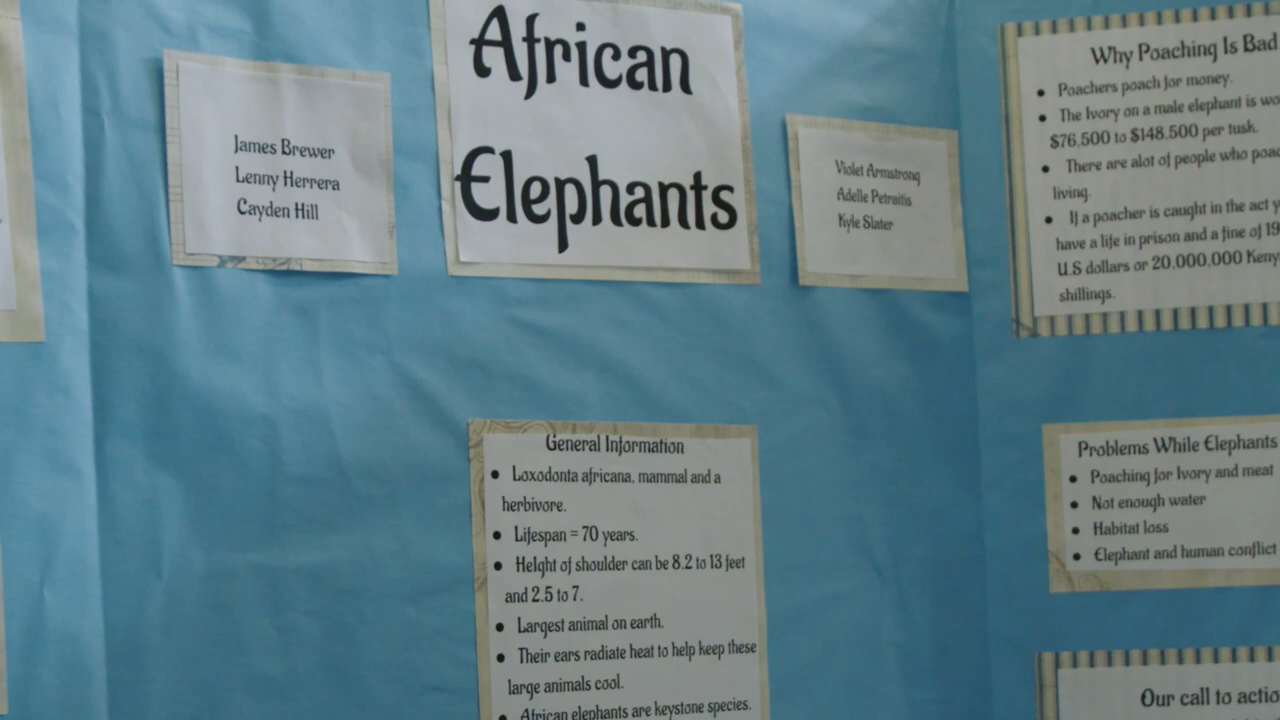 African
Elephants
James Brewer
Lenny Herrera
Cayden Hill
Violet Armstrong
Adelle Petraitis
Kyle Slater
General Information
• Loxodonta africana, mammal and a
herbivore.
• Lifespan = 70 years.
• Height of shoulder can be 8.2 to 13 feet
and 2.5 to 7.
• Largest animal on earth.
• Their ears radiate heat to help keep these
large animals cool.
• African elephants are keystone species.
Why Poaching Is Bad
• Poachers poach for money.
• The Ivory on a male elephant is
$76,500 to $148,500 per tusk.
• There are alot of people who
living.
• If a poacher is caught in the act
have a life in prison and a fine of
U.S dollars or 20,000,000
shillings.
Problems While Elephants
• Poaching for Ivory and meat
• Not enough water
• Habitat loss
• Elephant and human conflict
Our call to